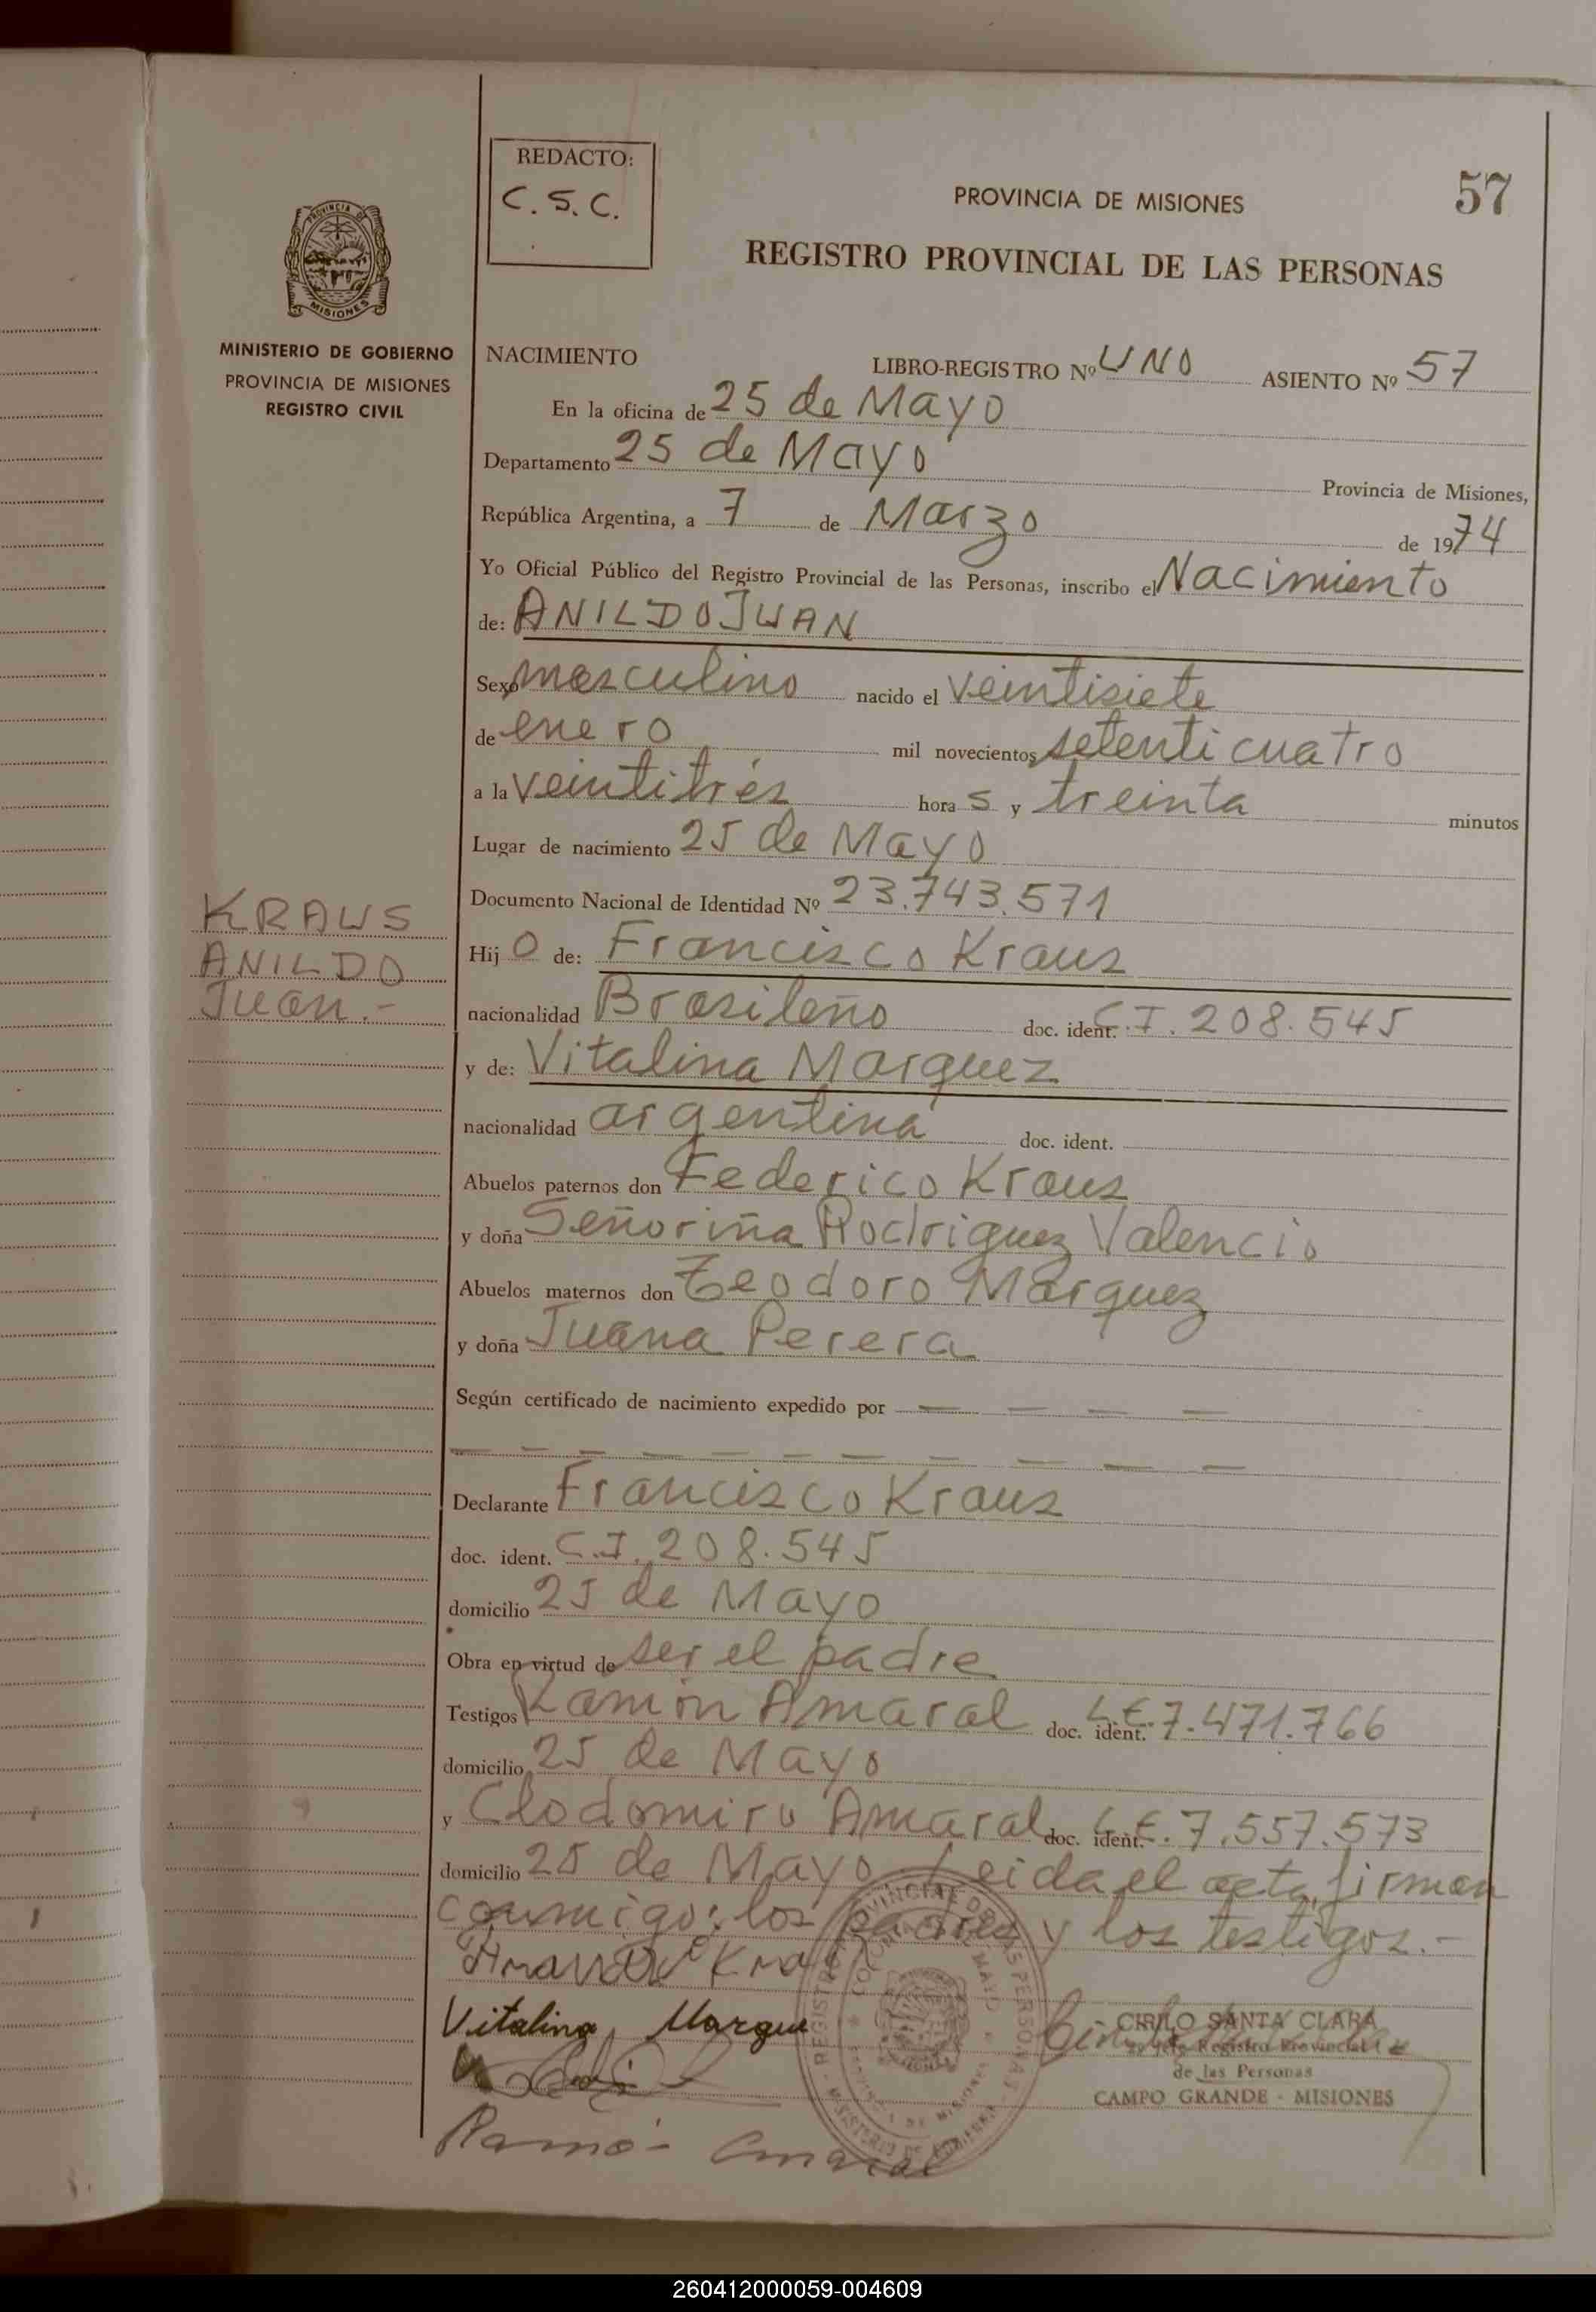 REDACTO:
C. S. C.
57
PROVINCIA DE MISIONES
REGISTRO PROVINCIAL DE LAS PERSONAS
PROVINCIA DE
MISIONES
MINISTERIO DE GOBIERNO
PROVINCIA DE MISIONES
REGISTRO CIVIL
NACIMIENTO LIBRO-REGISTRO Nº UNO ASIENTO Nº 57
En la oficina de 25 de Mayo
Departamento 25 de Mayo Provincia de Misiones,
República Argentina, a 7 de Marzo de 1974
Yo Oficial Público del Registro Provincial de las Personas, inscribo el Nacimiento
de: ANILDO JUAN
Sexo masculino nacido el veintisiete
de enero mil novecientos setenti cuatro
a la veintitrés hora s y treinta minutos
Lugar de nacimiento 25 de Mayo
Documento Nacional de Identidad Nº 23.743.571
KRAUS
ANILDO
Juan.-
Hij o de: Francisco Kraus
nacionalidad Brasileño doc. ident. C.I. 208.545
y de: Vitalina Marquez
nacionalidad argentina doc. ident.
Abuelos paternos don Federico Kraus
y doña Señoriña Rodriguez Valencio
Abuelos maternos don Teodoro Marquez
y doña Juana Perera
Según certificado de nacimiento expedido por — — — —
— — — — — — — — — —
Declarante Francisco Kraus
doc. ident. C.I. 208.545
domicilio 25 de Mayo
Obra en virtud de ser el padre
Testigos Ramón Amaral doc. ident. L.E. 7.471.766
domicilio 25 de Mayo
y Clodomiro Amaral doc. ident. L.E. 7.557.573
domicilio 25 de Mayo. Leida el acta, firman
conmigo: los padres y los testigos.-
Vitalina Marque
CIRILO SANTA CLARA
Registro Provincial
de las Personas
CAMPO GRANDE - MISIONES
Ramó- Amaral
260412000059-004609